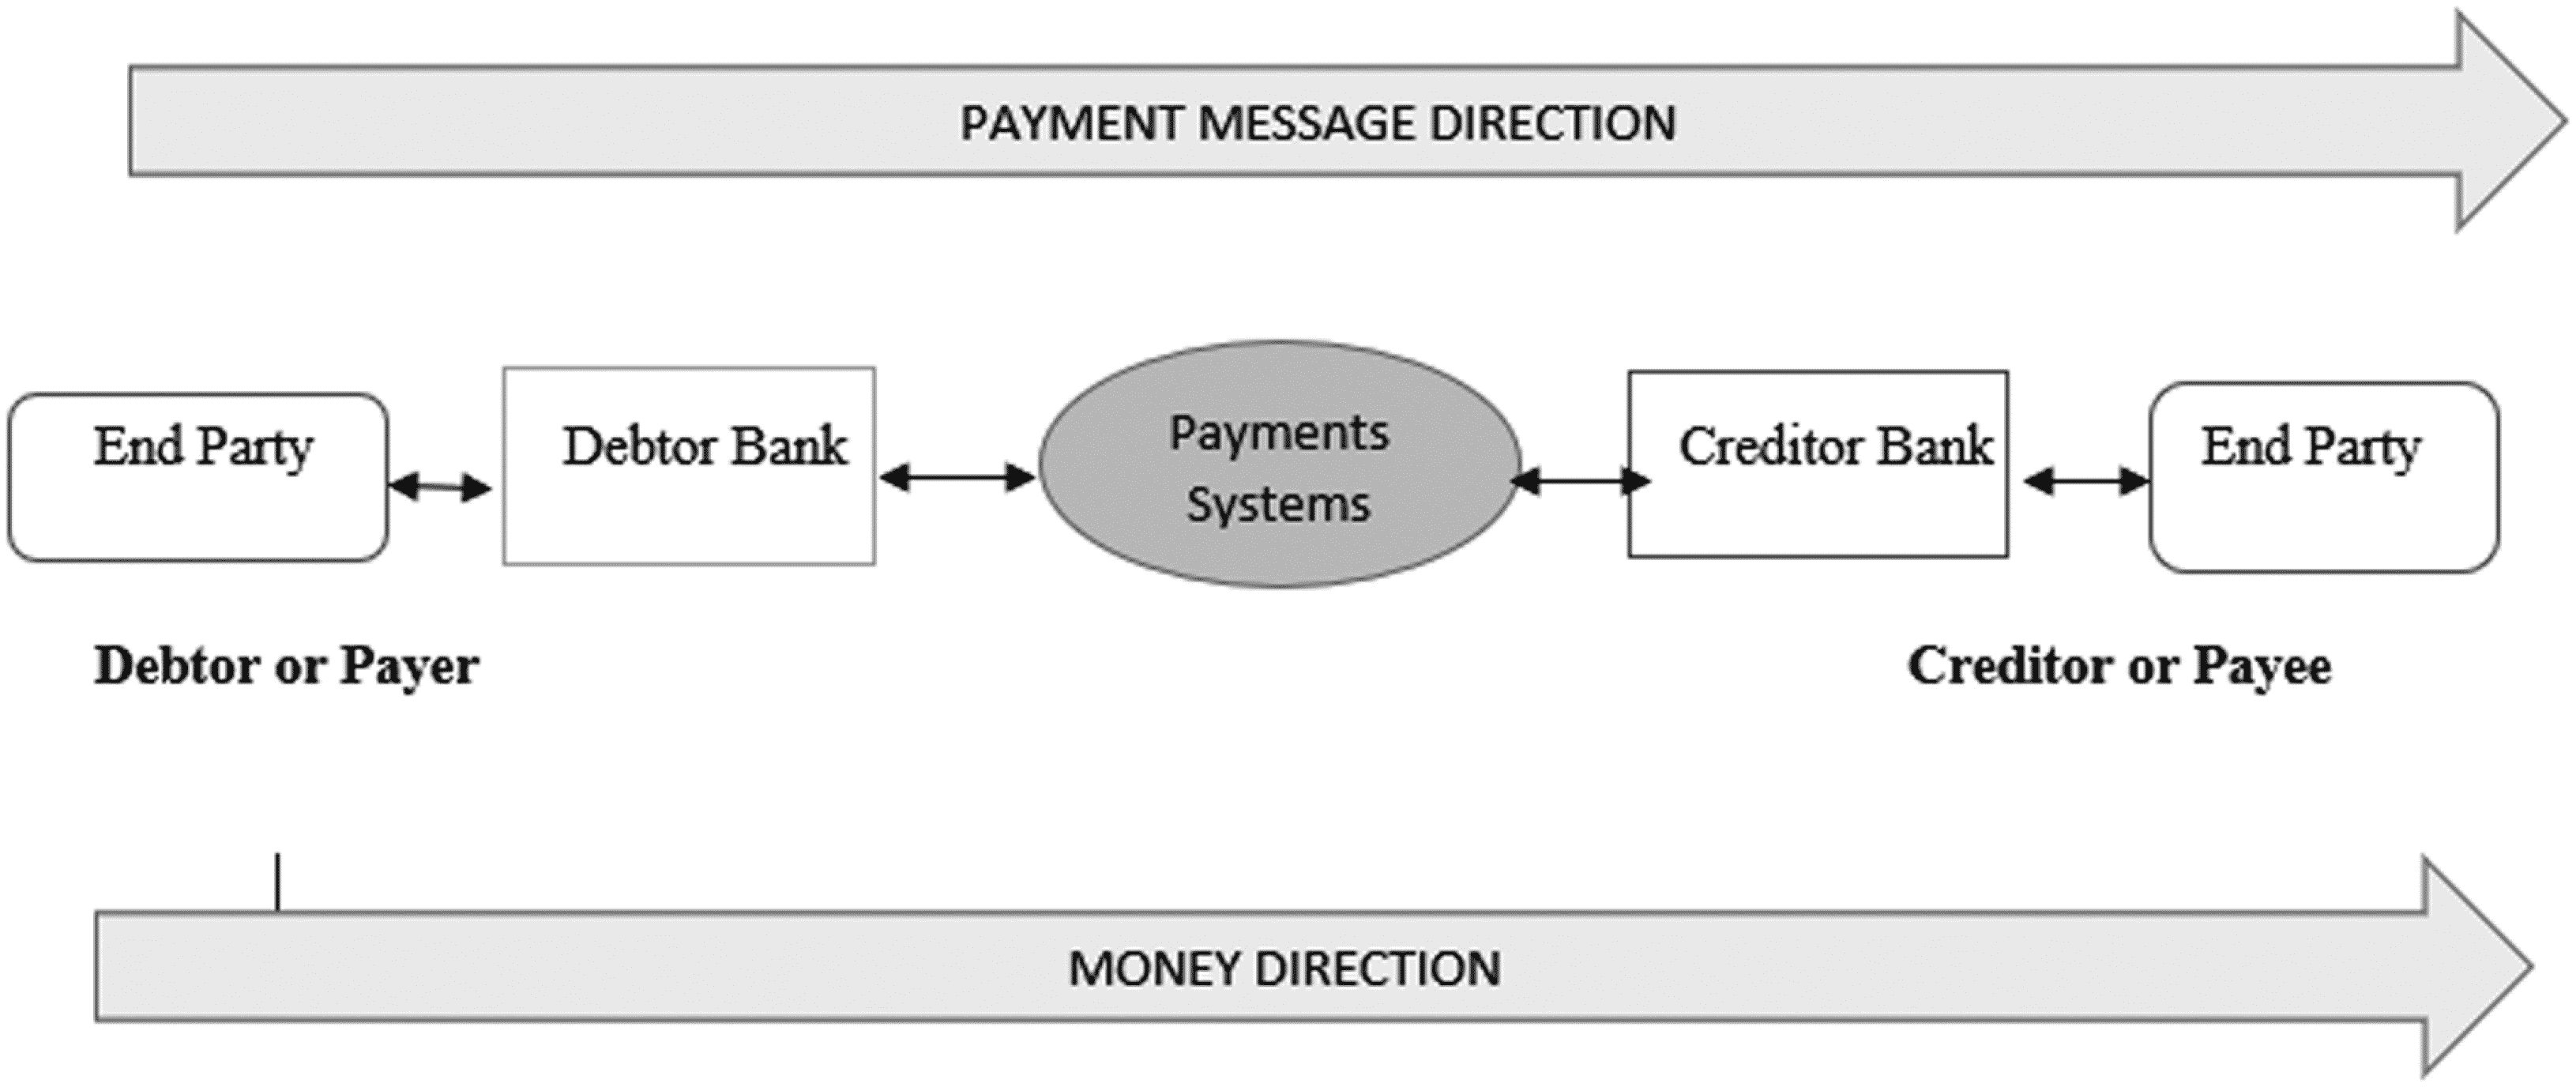 PAYMENT MESSAGE DIRECTION
End Party
Debtor Bank
Payments
Systems
Creditor Bank
End Party
Debtor or Payer
Creditor or Payee
MONEY DIRECTION